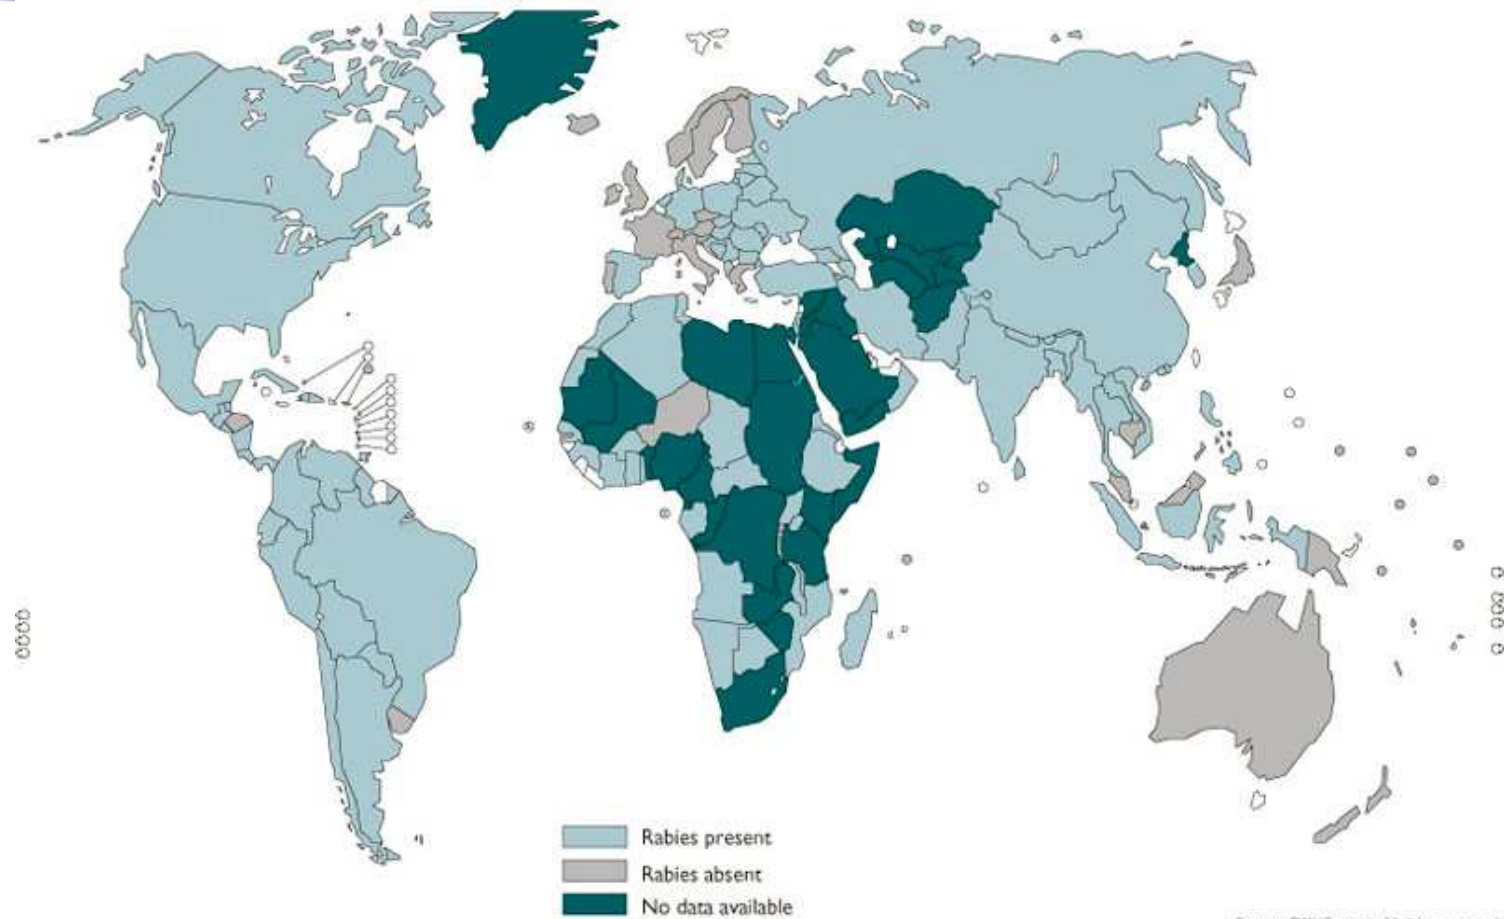 Rabies present
Rabies absent
No data available